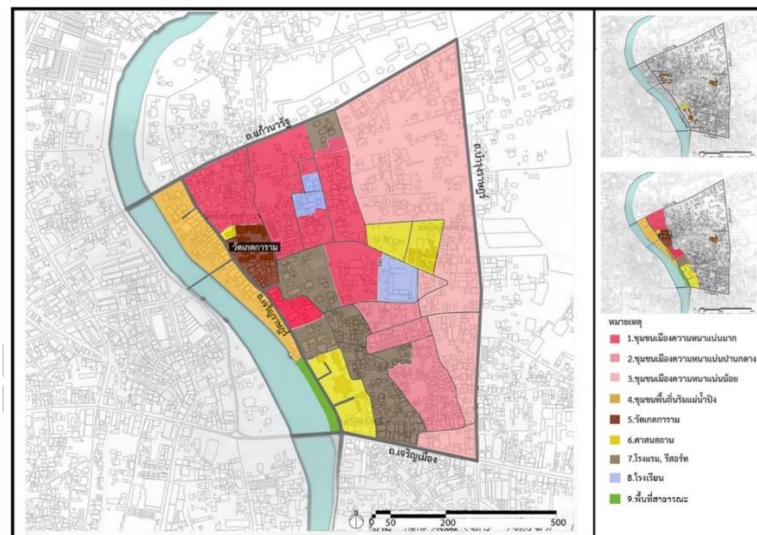 ถ.แก้วนวรัฐ
ถ.บำรุงราษฎร์
วัดเกตการาม
ถ.เจริญราษฎร์
ถ.เจริญเมือง
0 50 200 500
หมายเหตุ
1.ชุมชนเมืองความหนาแน่นมาก
2.ชุมชนเมืองความหนาแน่นปานกลาง
3.ชุมชนเมืองความหนาแน่นน้อย
4.ชุมชนพื้นถิ่นริมแม่น้ำปิง
5.วัดเกตการาม
6.ศาสนสถาน
7.โรงแรม, รีสอร์ท
8.โรงเรียน
9.พื้นที่สาธารณะ